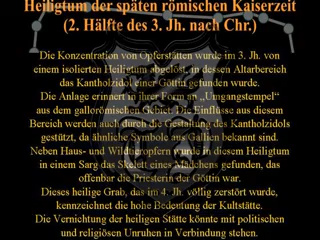 Heiligtum der späten römischen Kaiserzeit
(2. Hälfte des 3. Jh. nach Chr.)
Die Konzentration von Opferstätten wurde im 3. Jh. von
einem isolierten Heiligtum abgelöst, in dessen Altarbereich
das Kantholzidol einer Göttin gefunden wurde.
Die Anlage erinnert in ihrer Form an „Umgangstempel“
aus dem gallorömischen Gebiet. Die Einflüsse aus diesem
Bereich werden auch durch die Gestaltung des Kantholzidols
gestützt, da ähnliche Symbole aus Gallien bekannt sind.
Neben Haus- und Wildtieropfern wurde in diesem Heiligtum
in einem Sarg das Skelett eines Mädchens gefunden, das
offenbar die Priesterin der Göttin war.
Dieses heilige Grab, das im 4. Jh. völlig zerstört wurde,
kennzeichnet die hohe Bedeutung der Kultstätte.
Die Vernichtung der heiligen Stätte könnte mit politischen
und religiösen Unruhen in Verbindung stehen.